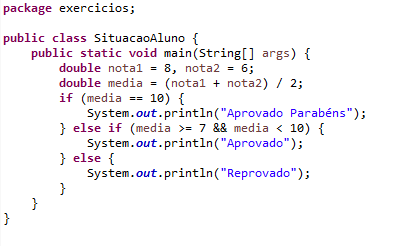 package exercicios;
public class SituacaoAluno {
public static void main(String[] args) {
double nota1 = 8, nota2 = 6;
double media = (nota1 + nota2) / 2;
if (media == 10) {
System.out.println("Aprovado Parabéns");
} else if (media >= 7 && media < 10) {
System.out.println("Aprovado");
} else {
System.out.println("Reprovado");
}
}
}